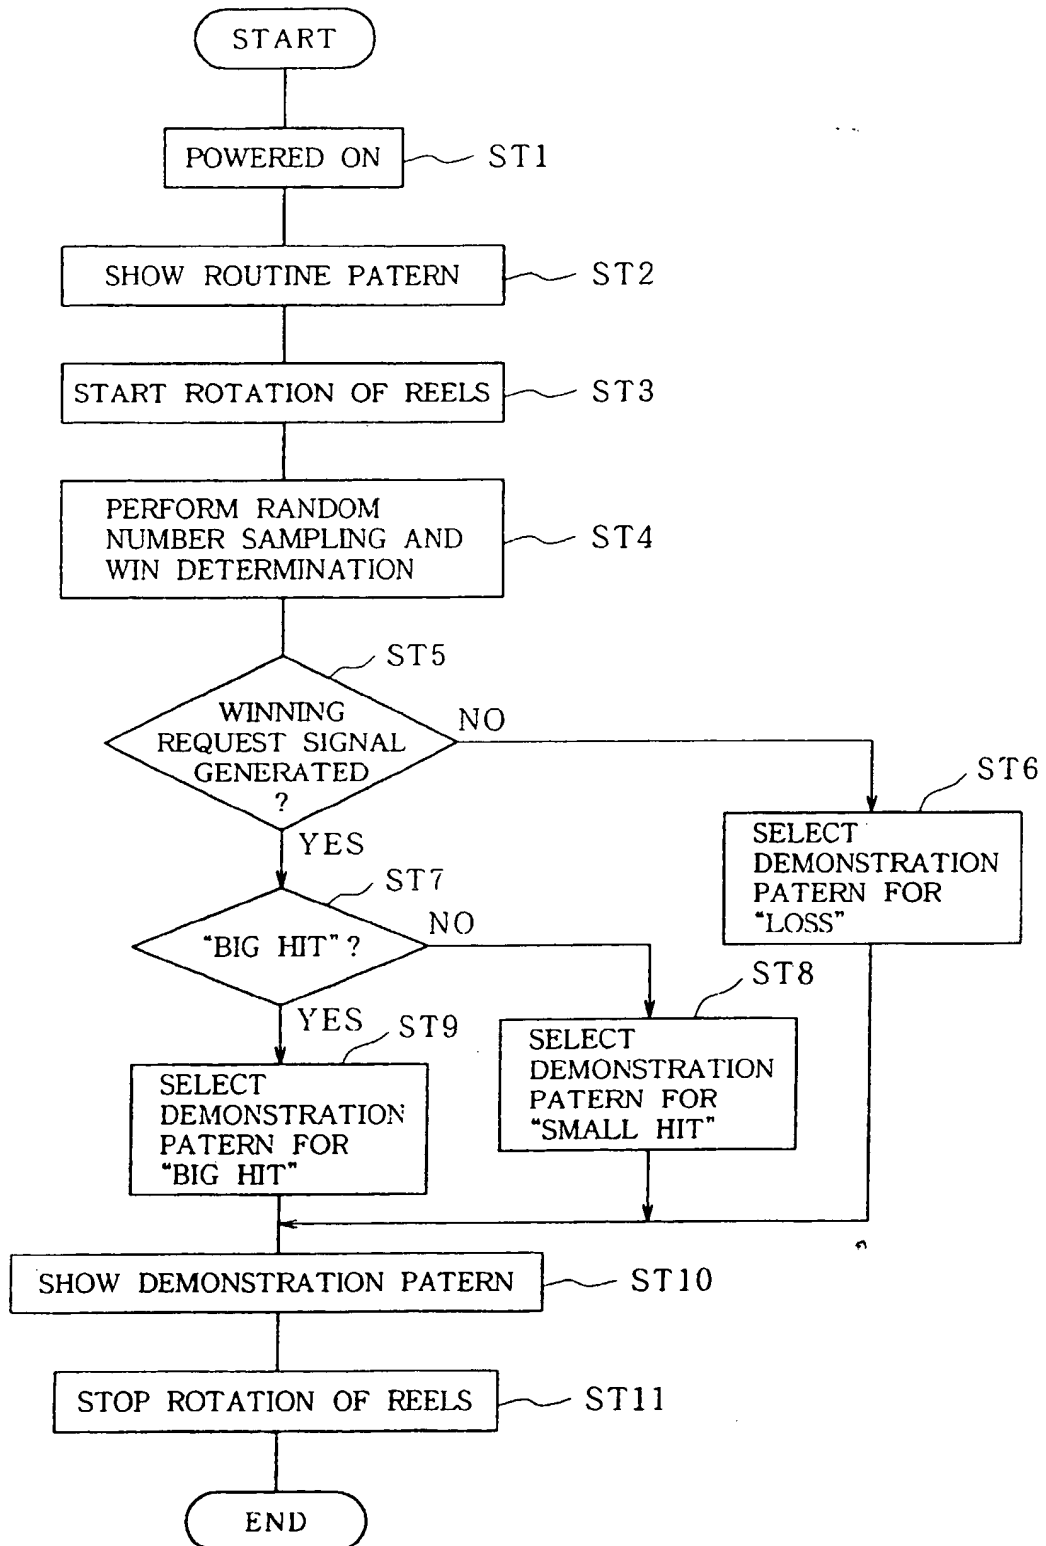 START
POWERED ON
ST1
SHOW ROUTINE PATERN
ST2
START ROTATION OF REELS
ST3
PERFORM RANDOM
NUMBER SAMPLING AND
WIN DETERMINATION
ST4
ST5
WINNING
REQUEST SIGNAL
GENERATED
?
NO
YES
ST6
SELECT
DEMONSTRATION
PATERN FOR
"LOSS"
ST7
"BIG HIT"?
NO
YES
ST8
SELECT
DEMONSTRATION
PATERN FOR
"SMALL HIT"
ST9
SELECT
DEMONSTRATION
PATERN FOR
"BIG HIT"
SHOW DEMONSTRATION PATERN
ST10
STOP ROTATION OF REELS
ST11
END